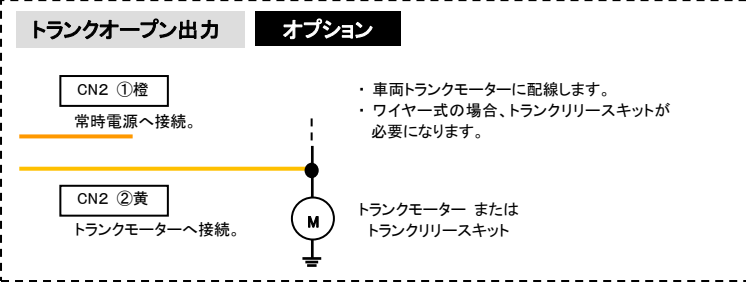 トランクオープン出力
オプション
CN2 ①橙
常時電源へ接続。
・車両トランクモーターに配線します。
・ワイヤー式の場合、トランクリリースキットが
必要になります。
CN2 ②黄
トランクモーターへ接続。
M
トランクモーター または
トランクリリースキット